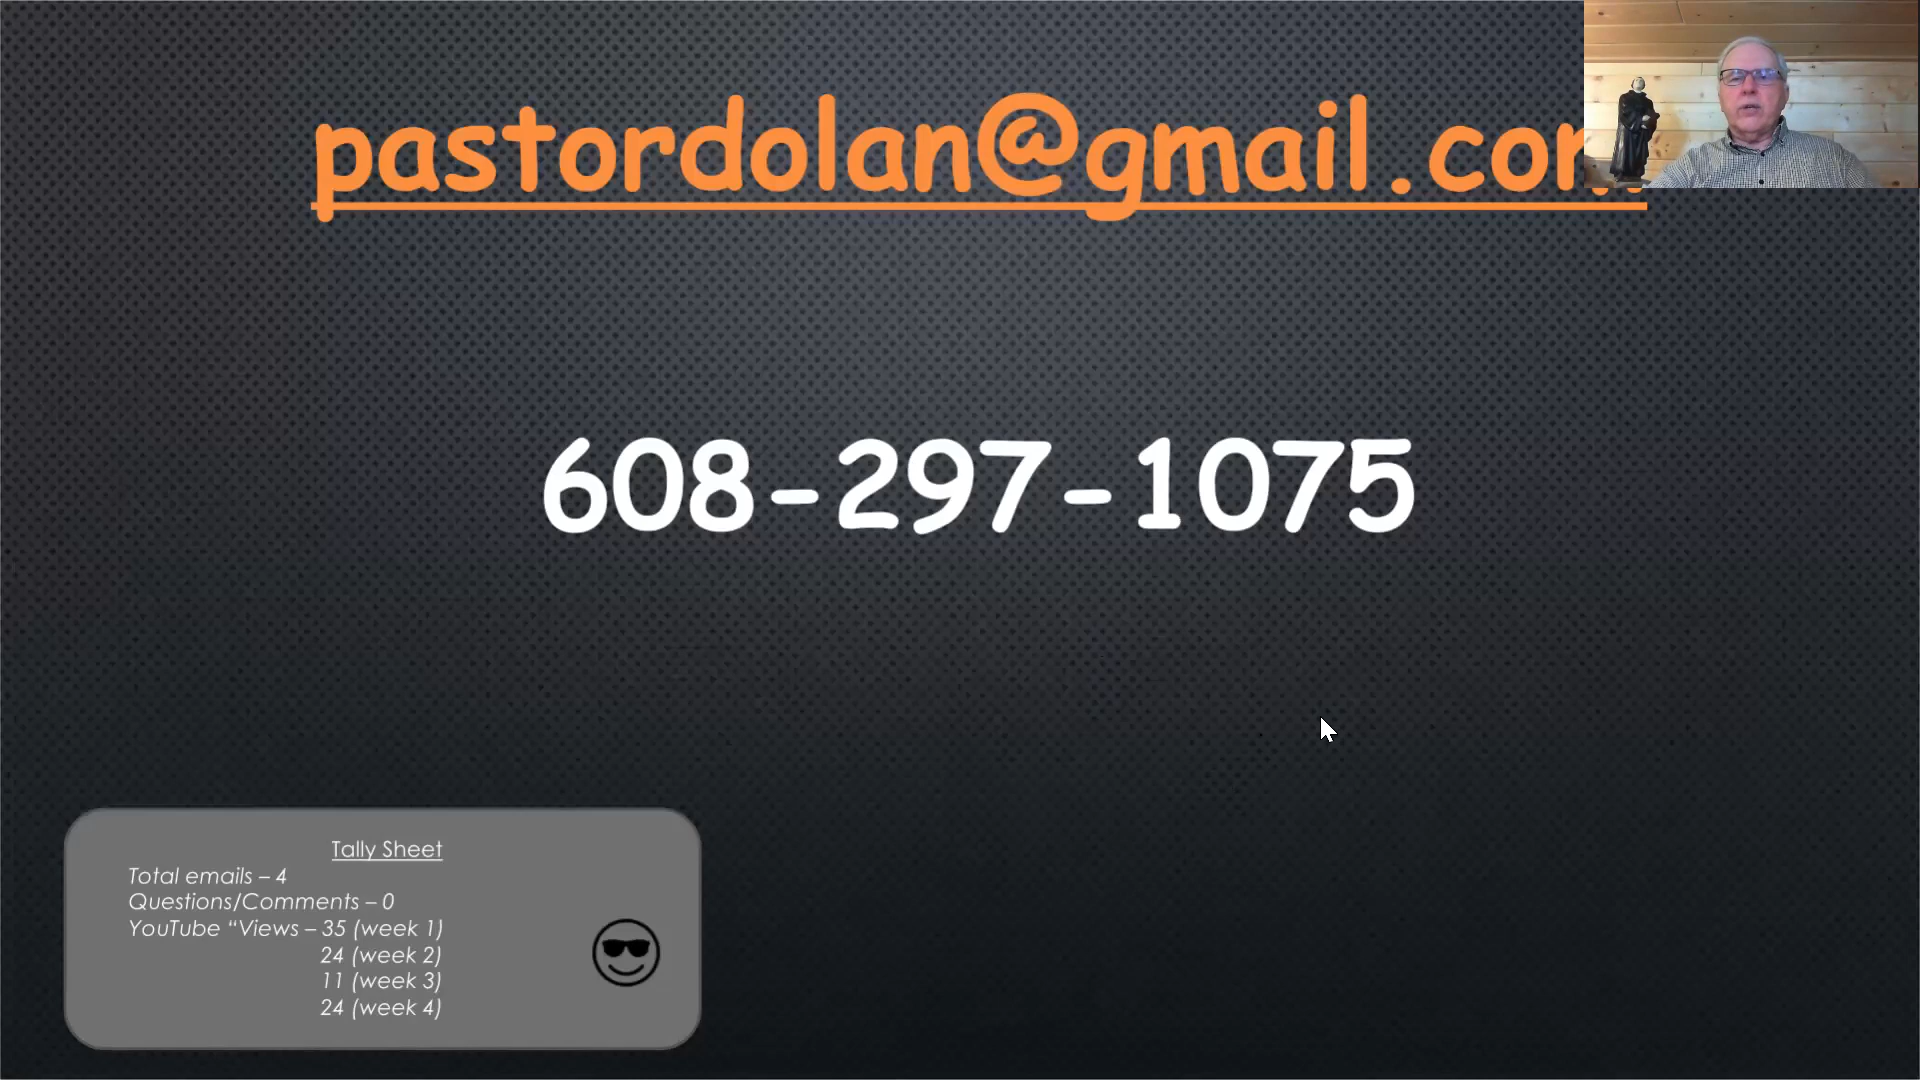 pastordolan@gmail.com
608-297-1075
Tally Sheet
Total emails – 4
Questions/Comments – 0
YouTube “Views – 35 (week 1)
24 (week 2)
11 (week 3)
24 (week 4)